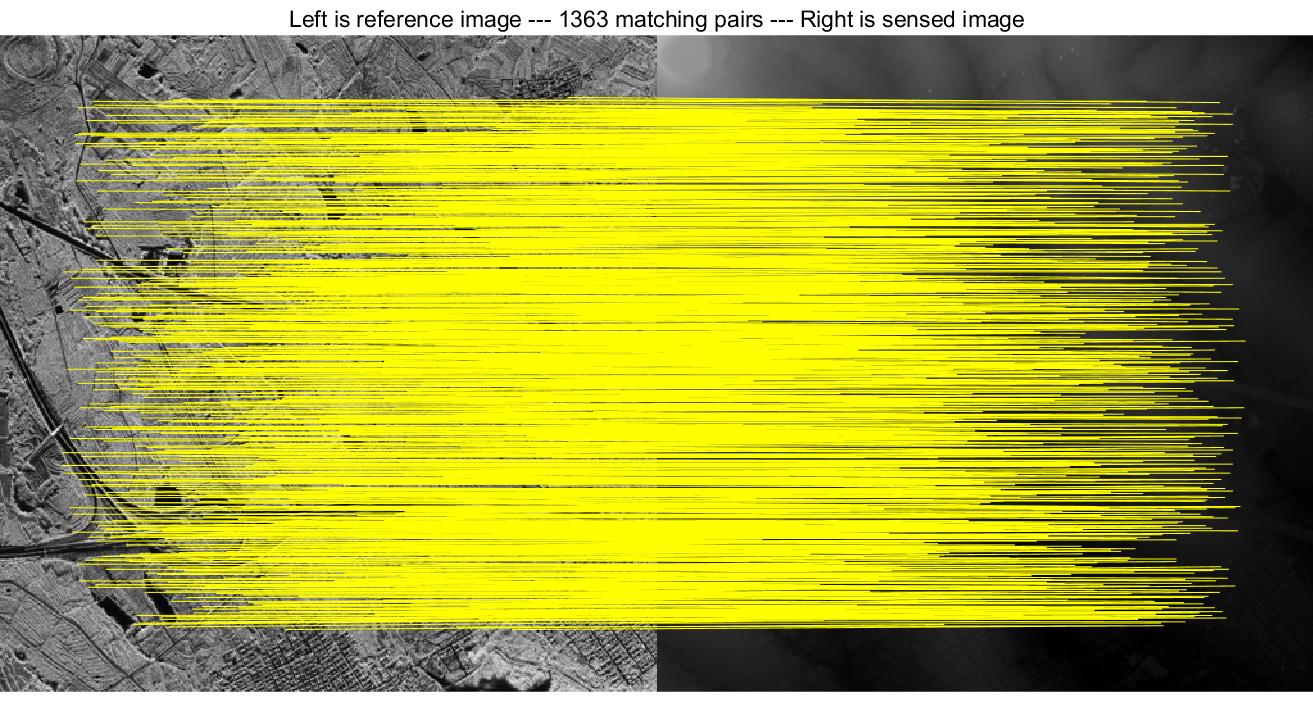 Left is reference image --- 1363 matching pairs --- Right is sensed image